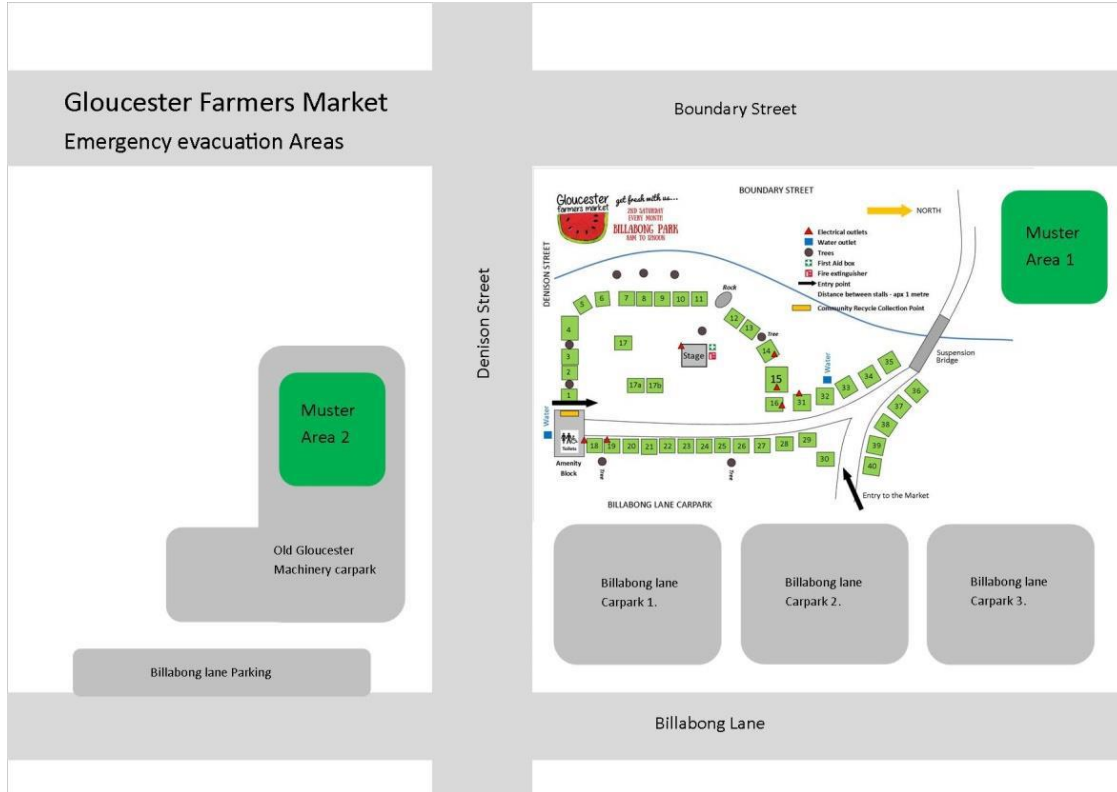 Gloucester Farmers Market
Emergency evacuation Areas
Boundary Street
Denison Street
Gloucester
farmers market
get fresh with us...
2ND SATURDAY
EVERY MONTH
BILLABONG PARK
8AM TO 12NOON
BOUNDARY STREET
NORTH
Electrical outlets
Water outlet
Trees
First Aid box
Fire extinguisher
Entry point
Distance between stalls - apx 1 metre
Community Recycle Collection Point
Muster
Area 1
DENISON STREET
Rock
5
6
7
8
9
10
11
12
13
Tree
14
4
3
2
1
17
Stage
17a
17b
15
16
31
Water
32
33
34
35
Suspension
Bridge
36
37
38
39
40
Water
Toilets
Amenity
Block
18
19
20
21
22
23
24
25
26
27
28
29
30
Tree
Tree
Entry to the Market
BILLABONG LANE CARPARK
Muster
Area 2
Old Gloucester
Machinery carpark
Billabong lane
Carpark 1.
Billabong lane
Carpark 2.
Billabong lane
Carpark 3.
Billabong lane Parking
Billabong Lane